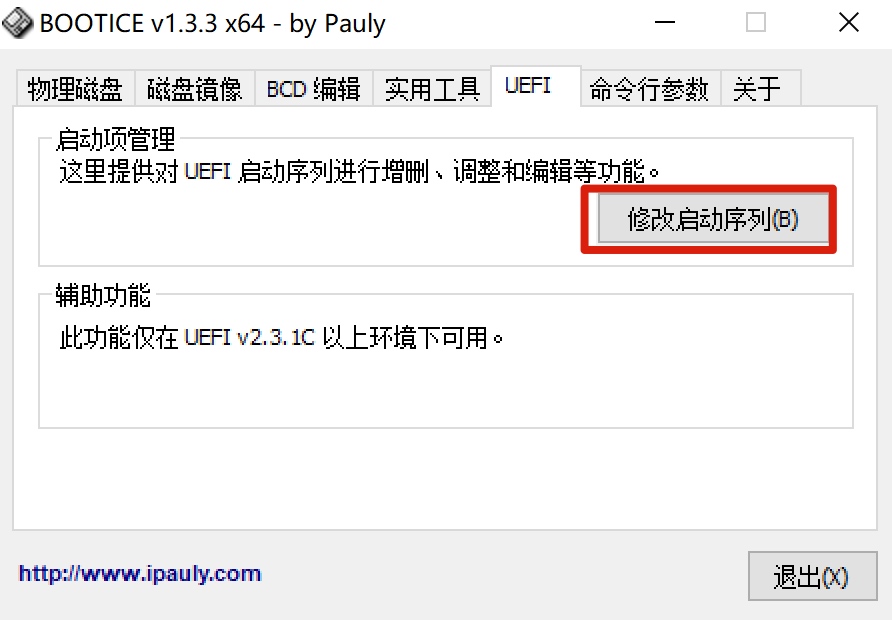 BOOTICE v1.3.3 x64 - by Pauly
物理磁盘 磁盘镜像 BCD 编辑 实用工具 UEFI 命令行参数 关于
启动项管理
这里提供对 UEFI 启动序列进行增删、调整和编辑等功能。
修改启动序列(B)
辅助功能
此功能仅在 UEFI v2.3.1C 以上环境下可用。
http://www.ipauly.com
退出(X)